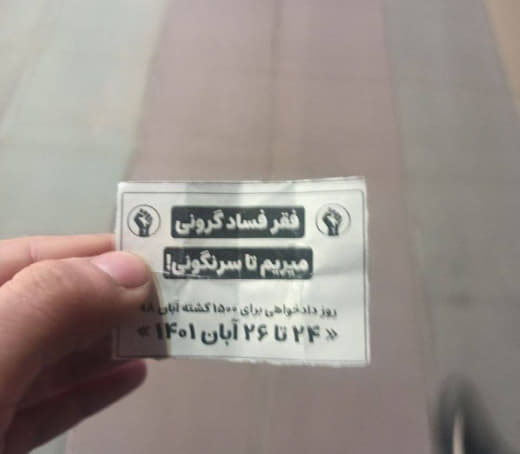 فقر فساد گرونی
میریم تا سرنگونی!
روز دادخواهی برای ۱۵۰۰ کشته آبان ۹۸
« ۲۴ تا ۲۶ آبان ۱۴۰۱ »